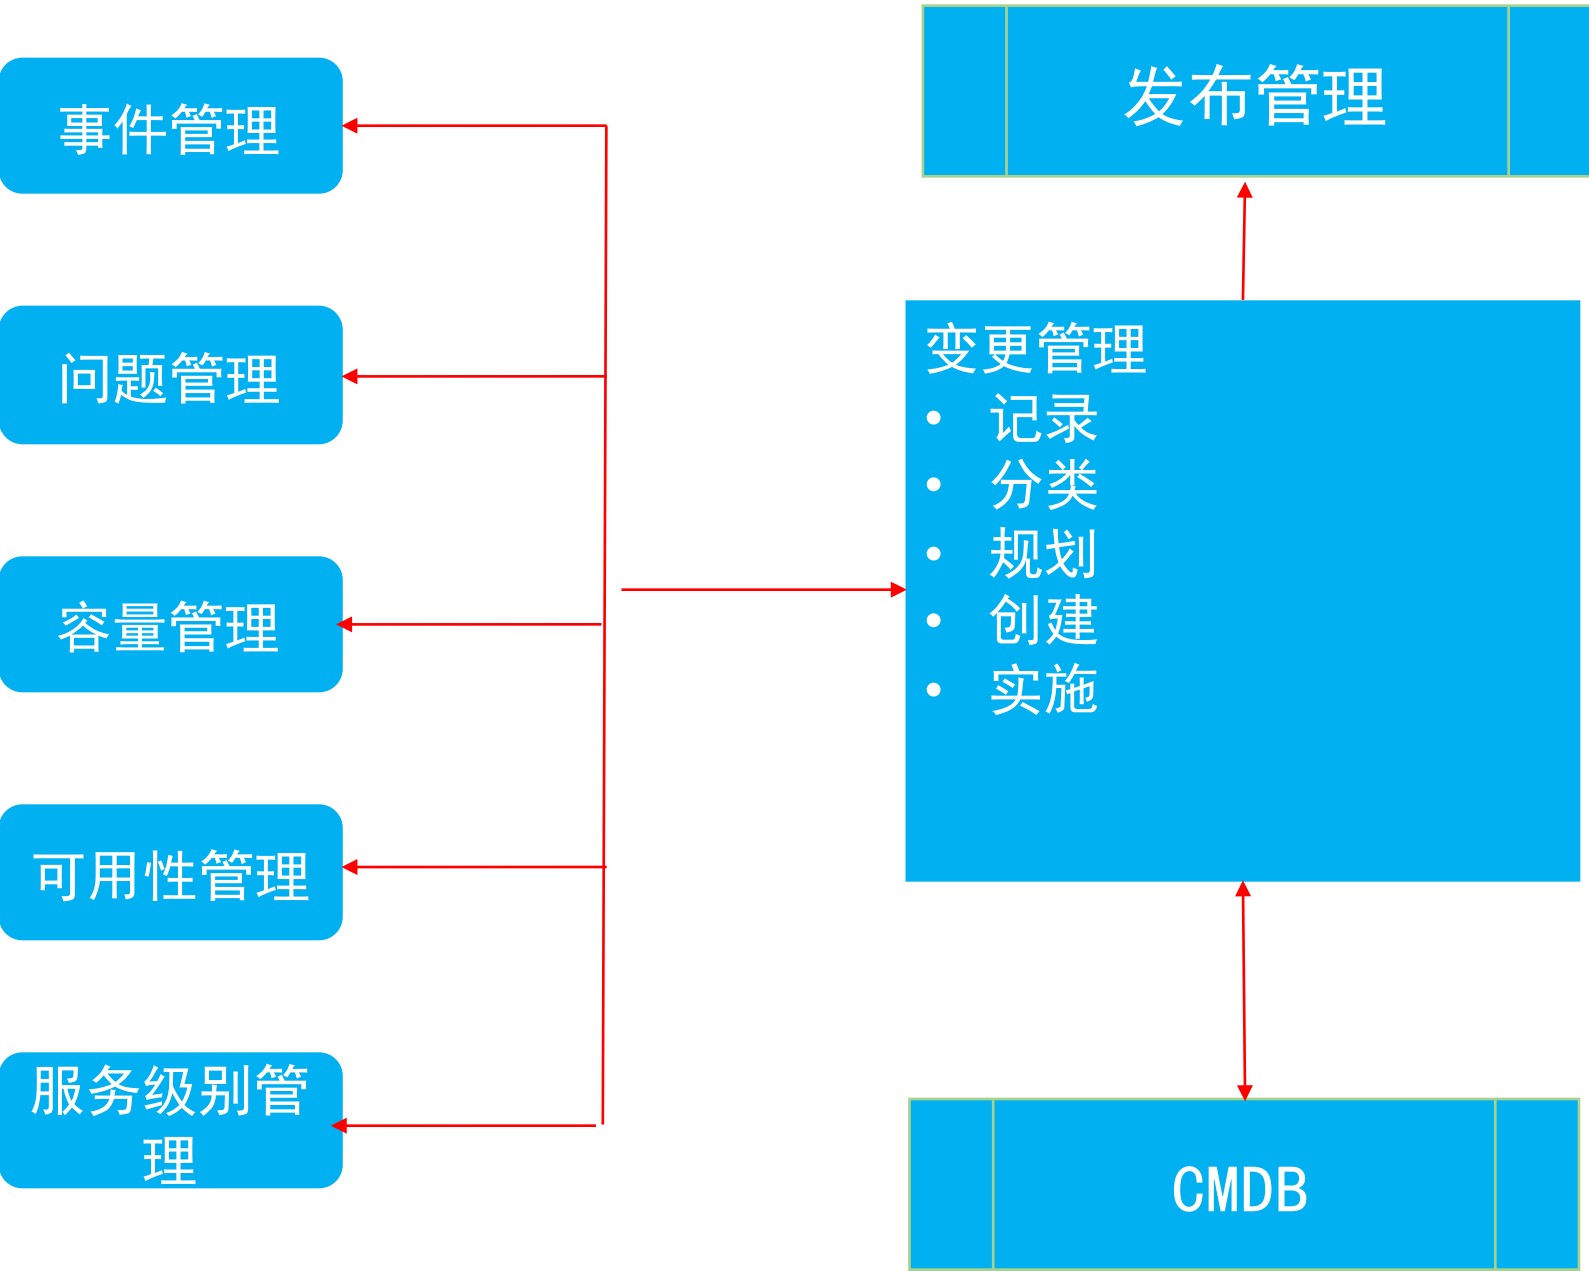 事件管理
问题管理
容量管理
可用性管理
服务级别管
理
发布管理
变更管理
• 记录
• 分类
• 规划
• 创建
• 实施
CMDB